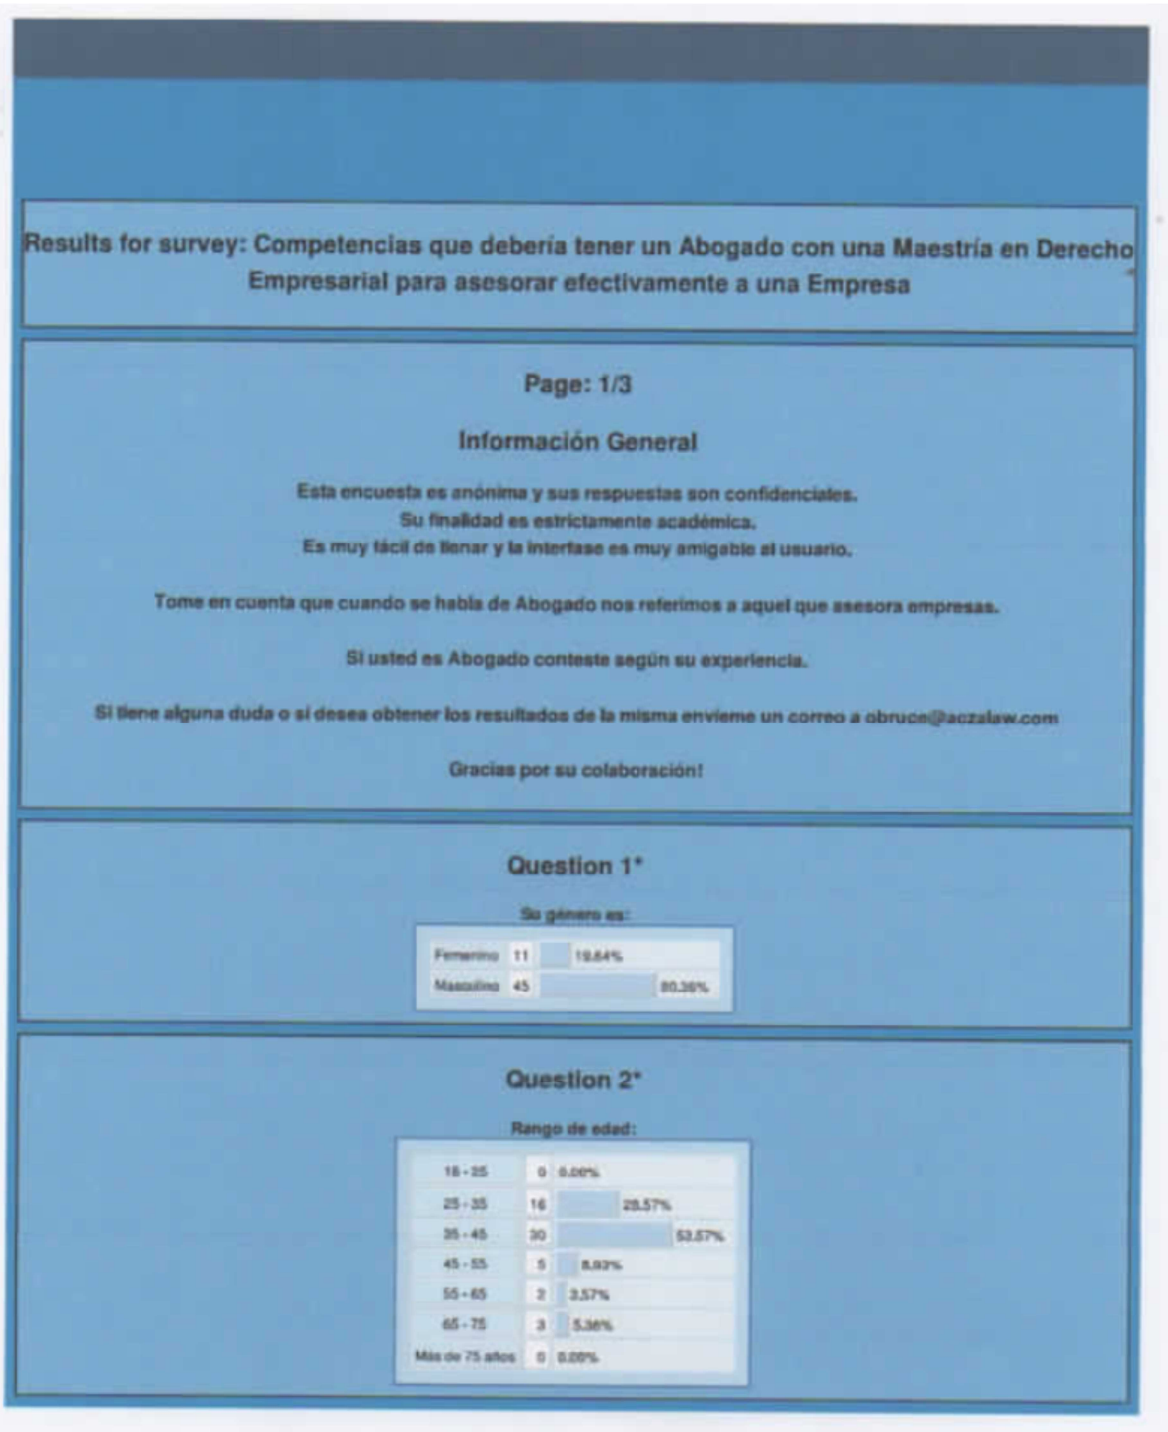 Results for survey: Competencias que debería tener un Abogado con una Maestría en Derecho
Empresarial para asesorar efectivamente a una Empresa
Page: 1/3
Información General
Esta encuesta es anónima y sus respuestas son confidenciales.
Su finalidad es estrictamente académica.
Es muy fácil de llenar y la interfase es muy amigable al usuario.
Tome en cuenta que cuando se habla de Abogado nos referimos a aquel que asesora empresas.
Si usted es Abogado conteste según su experiencia.
Si tiene alguna duda o si desea obtener los resultados de la misma envieme un correo a obruce@aczalaw.com
Gracias por su colaboración!
Question 1*
Su género es:
Femenino 11 19.64%
Masculino 45 80.36%
Question 2*
Rango de edad:
0 0.00%
25 - 35 16 28.57%
35 - 45 30 53.57%
45 - 55 5 8.93%
55 - 65 2 3.57%
65 - 75 3 5.36%
Más de 75 años 0 0.00%